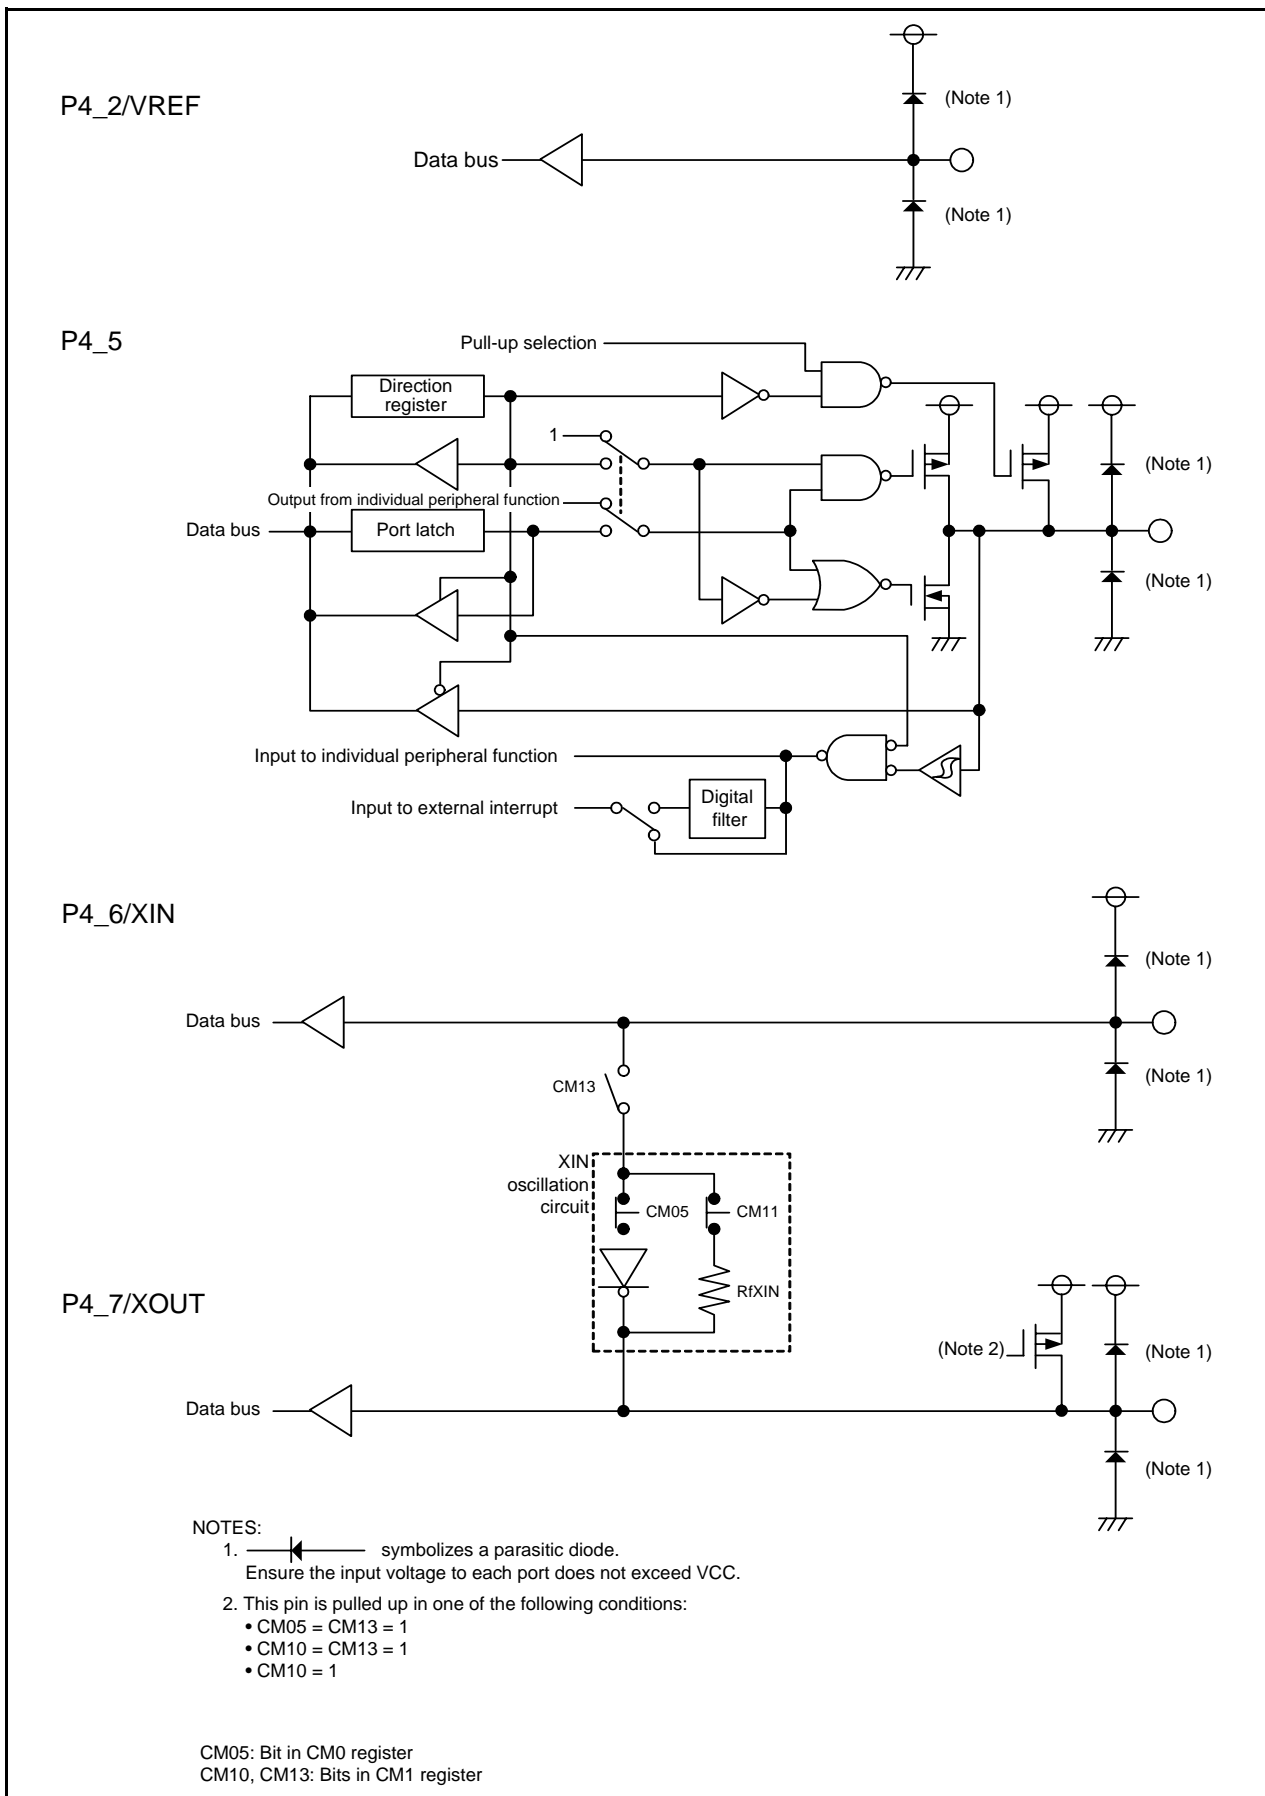 P4_2/VREF
(Note 1)
Data bus
(Note 1)
P4_5
Pull-up selection
Direction
register
1
(Note 1)
Output from individual peripheral function
Data bus
Port latch
(Note 1)
Input to individual peripheral function
Input to external interrupt
Digital
filter
P4_6/XIN
(Note 1)
Data bus
(Note 1)
CM13
XIN
oscillation
circuit
CM05
CM11
RfXIN
P4_7/XOUT
(Note 2)
(Note 1)
Data bus
(Note 1)
NOTES:
1. symbolizes a parasitic diode.
Ensure the input voltage to each port does not exceed VCC.
2. This pin is pulled up in one of the following conditions:
• CM05 = CM13 = 1
• CM10 = CM13 = 1
• CM10 = 1
CM05: Bit in CM0 register
CM10, CM13: Bits in CM1 register